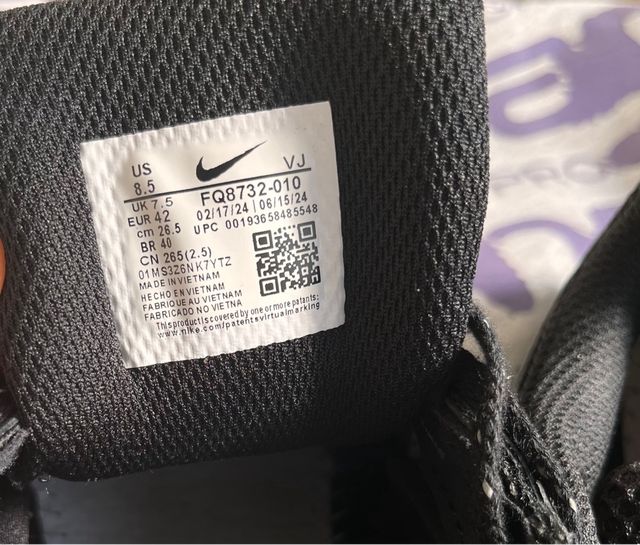 US VJ
8.5
UK 7.5 FQ8732-010
EUR 42 02/17/24 | 06/15/24
cm 26.5 UPC 00193658485548
BR 40
CN 265(2.5)
01MS3Z6NK7YTZ
MADE IN VIETNAM
HECHO EN VIETNAM
FABRIQUE AU VIETNAM
FABRICADO NO VIETNA
This product is covered by one or more patents.
www.nike.com/patentsvirtualmarking